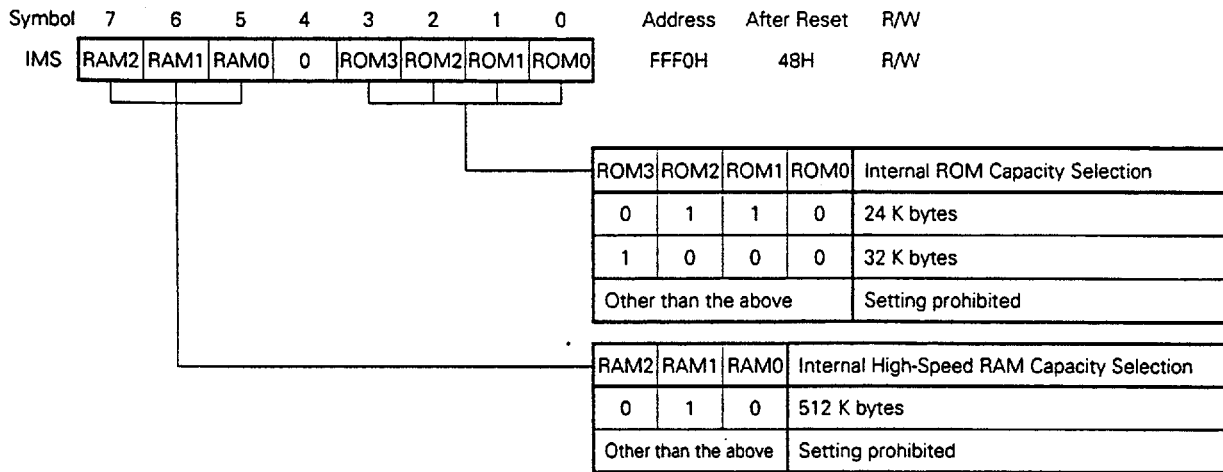 Symbol 7 6 5 4 3 2 1 0 Address After Reset R/W
IMS RAM2 RAM1 RAM0 0 ROM3 ROM2 ROM1 ROM0 FFF0H 48H R/W
ROM3 ROM2 ROM1 ROM0 Internal ROM Capacity Selection
0 1 1 0 24 K bytes
1 0 0 0 32 K bytes
Other than the above Setting prohibited
RAM2 RAM1 RAM0 Internal High-Speed RAM Capacity Selection
0 1 0 512 K bytes
Other than the above Setting prohibited